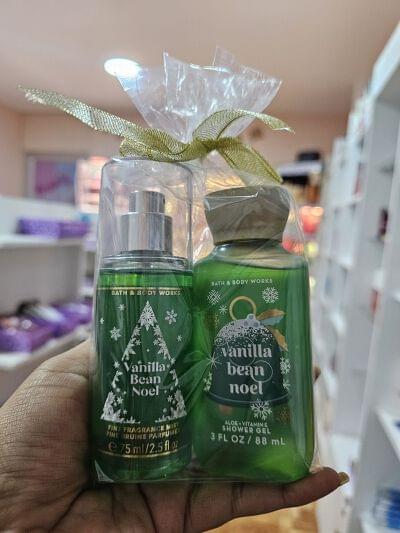 BATH & BODY WORKS
Vanilla
Bean
Noel
FINE FRAGRANCE MIST
e 75 ml/2.5 fl oz
BATH & BODY WORKS
vanilla
bean
noel
ALOE + VITAMIN E
SHOWER GEL
3 FL OZ / 88 mL